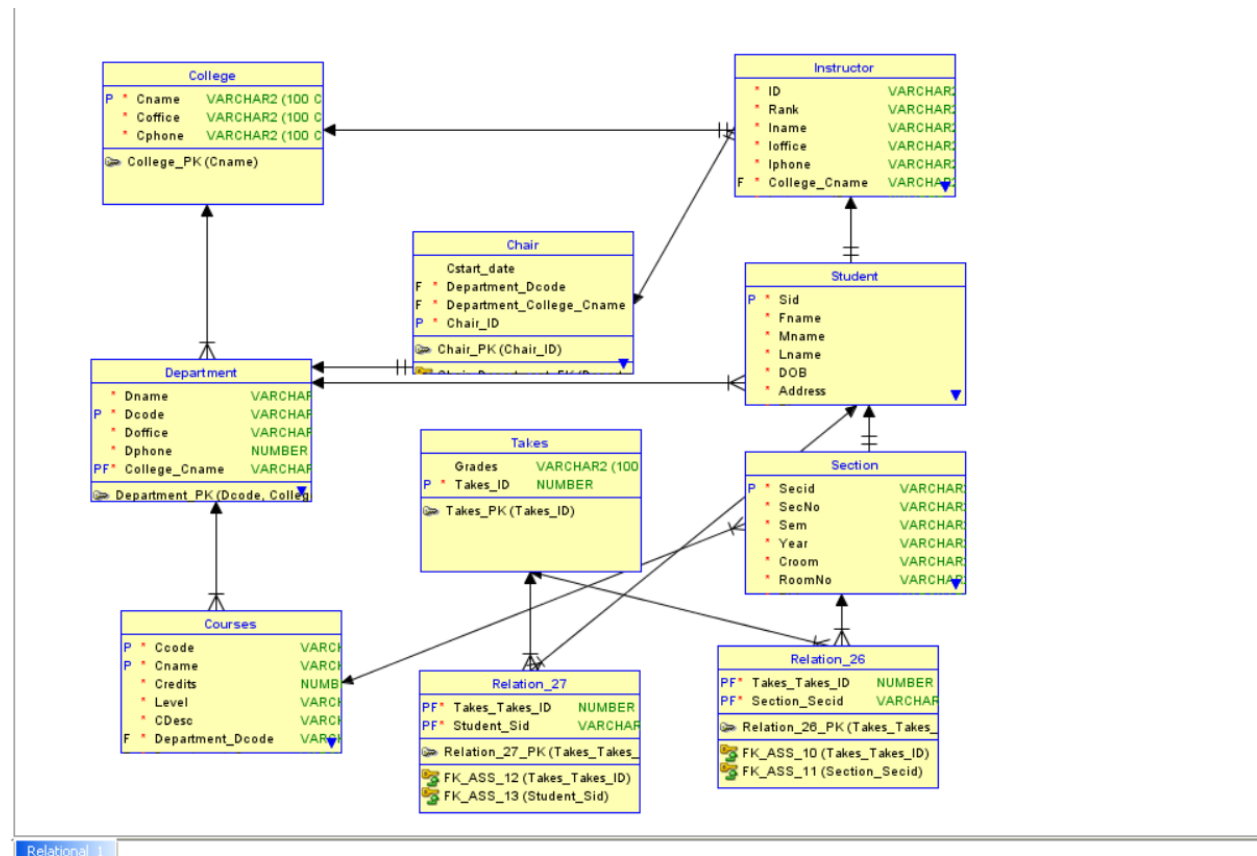 College
P * Cname VARCHAR2 (100 C
* Coffice VARCHAR2 (100 C
* Cphone VARCHAR2 (100 C
College_PK (Cname)
Instructor
* ID VARCHAR2
* Rank VARCHAR2
* Iname VARCHAR2
* Ioffice VARCHAR2
* Iphone VARCHAR2
F * College_Cname VARCHAR2
Chair
Cstart_date
F * Department_Dcode
F * Department_College_Cname
P * Chair_ID
Chair_PK (Chair_ID)
Student
P * Sid
* Fname
* Mname
* Lname
* DOB
* Address
Department
* Dname VARCHAR
P * Dcode VARCHAR
* Doffice VARCHAR
* Dphone NUMBER
PF* College_Cname VARCHAR
Department_PK (Dcode, Colleg
Takes
Grades VARCHAR2 (100
P * Takes_ID NUMBER
Takes_PK (Takes_ID)
Section
P * Secid VARCHAR
* SecNo VARCHAR
* Sem VARCHAR
* Year VARCHAR
* Croom VARCHAR
* RoomNo VARCHAR
Courses
P * Ccode VARCH
P * Cname VARCH
* Credits NUMB
* Level VARCH
* CDesc VARCH
F * Department_Dcode VARCH
Relation_27
PF* Takes_Takes_ID NUMBER
PF* Student_Sid VARCHAR
Relation_27_PK (Takes_Takes_
FK_ASS_12 (Takes_Takes_ID)
FK_ASS_13 (Student_Sid)
Relation_26
PF* Takes_Takes_ID NUMBER
PF* Section_Secid VARCHAR
Relation_26_PK (Takes_Takes_
FK_ASS_10 (Takes_Takes_ID)
FK_ASS_11 (Section_Secid)
Relational_1